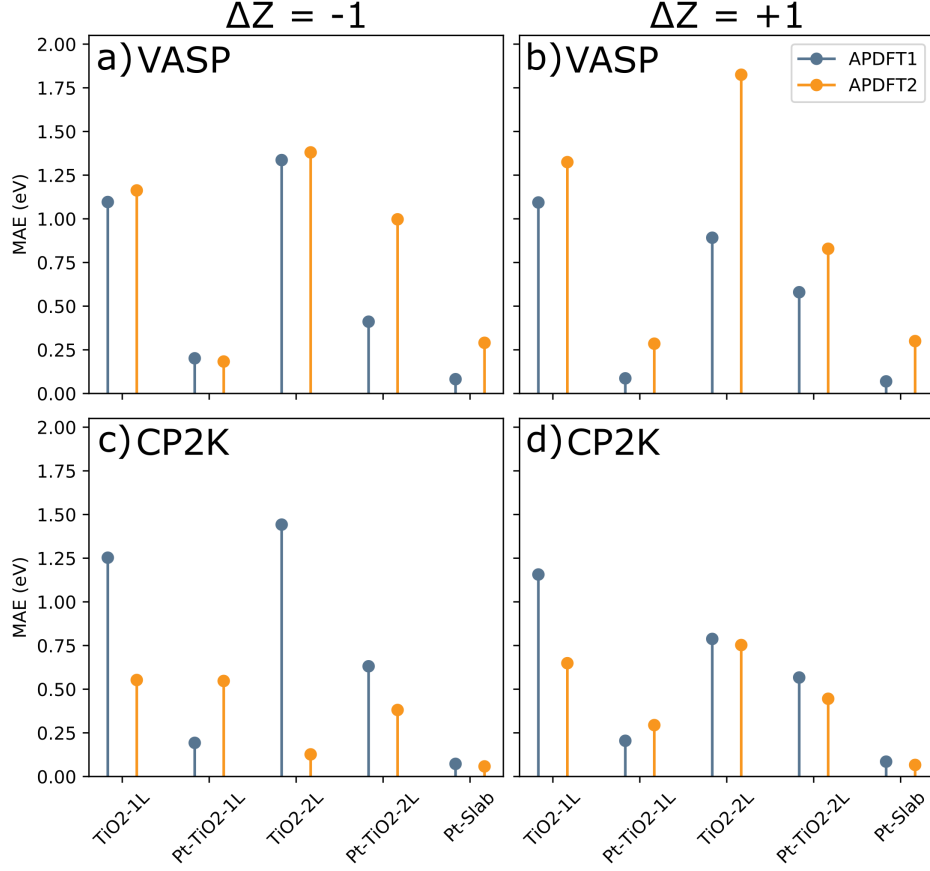 ΔZ = -1
ΔZ = +1
a) VASP
b) VASP
APDFT1
APDFT2
MAE (eV)
2.00
1.75
1.50
1.25
1.00
0.75
0.50
0.25
0.00
c) CP2K
d) CP2K
MAE (eV)
2.00
1.75
1.50
1.25
1.00
0.75
0.50
0.25
0.00
TiO2-1L
Pt-TiO2-1L
TiO2-2L
Pt-TiO2-2L
Pt-Slab
TiO2-1L
Pt-TiO2-1L
TiO2-2L
Pt-TiO2-2L
Pt-Slab